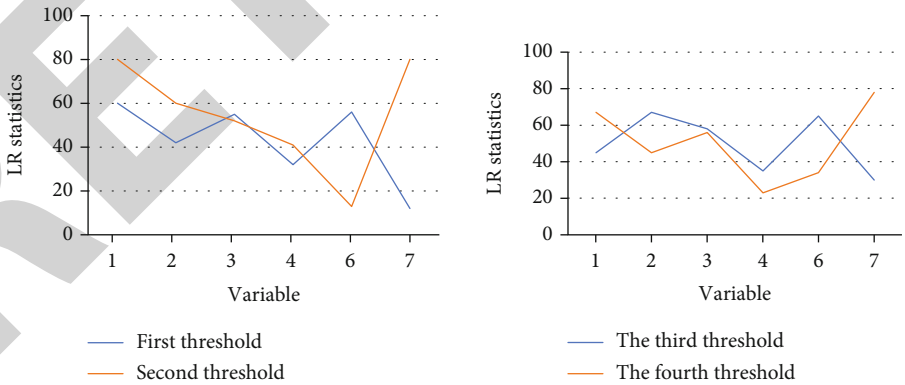 100
80
60
40
20
0
LR statistics
1 2 3 4 6 7
Variable
First threshold
Second threshold
100
80
60
40
20
0
LR statistics
1 2 3 4 6 7
Variable
The third threshold
The fourth threshold